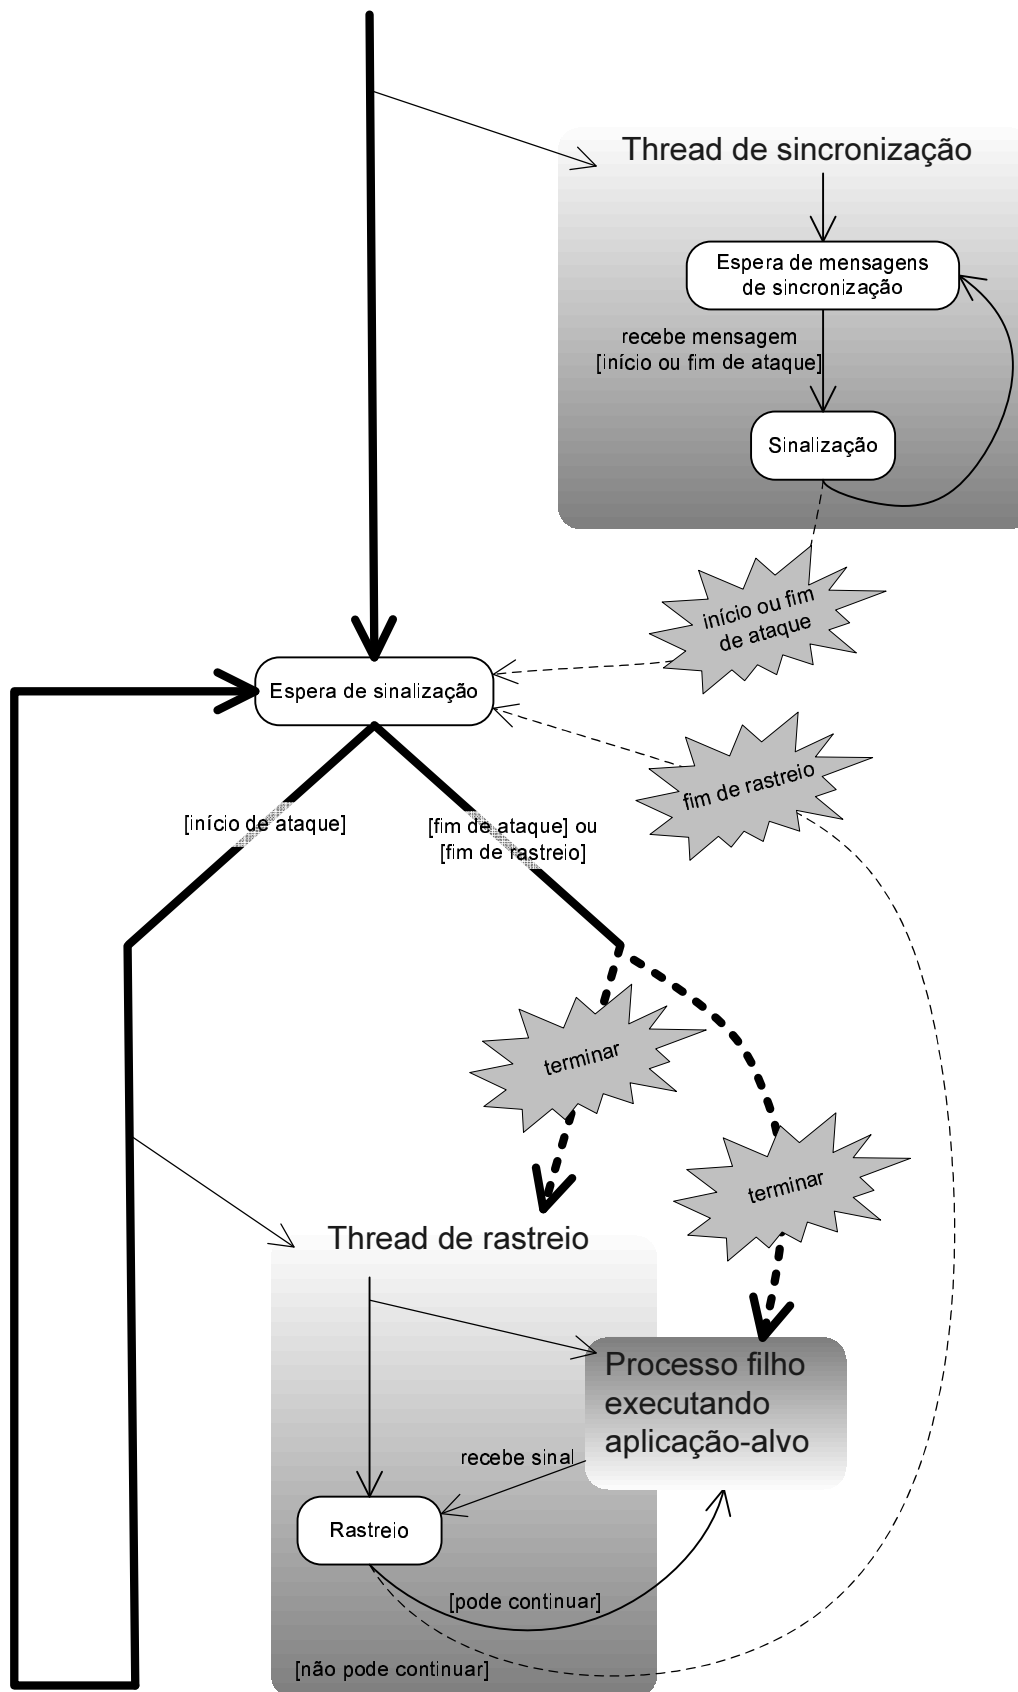 Thread de sincronização
Espera de mensagens
de sincronização
recebe mensagem
[início ou fim de ataque]
Sinalização
início ou fim
de ataque
Espera de sinalização
fim de rastreio
[início de ataque]
[fim de ataque] ou
[fim de rastreio]
terminar
terminar
Thread de rastreio
Processo filho
executando
aplicação-alvo
recebe sinal
Rastreio
[pode continuar]
[não pode continuar]